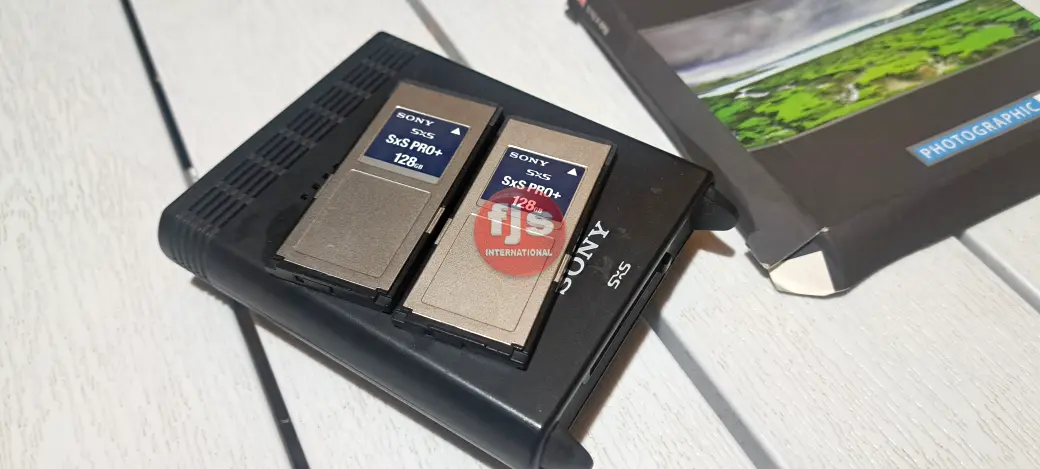 SONY
SxS
SxS PRO+
128GB
SONY
SxS
SxS PRO+
128GB
fjs
INTERNATIONAL
SONY
SxS
PHOTOGRAPHIC